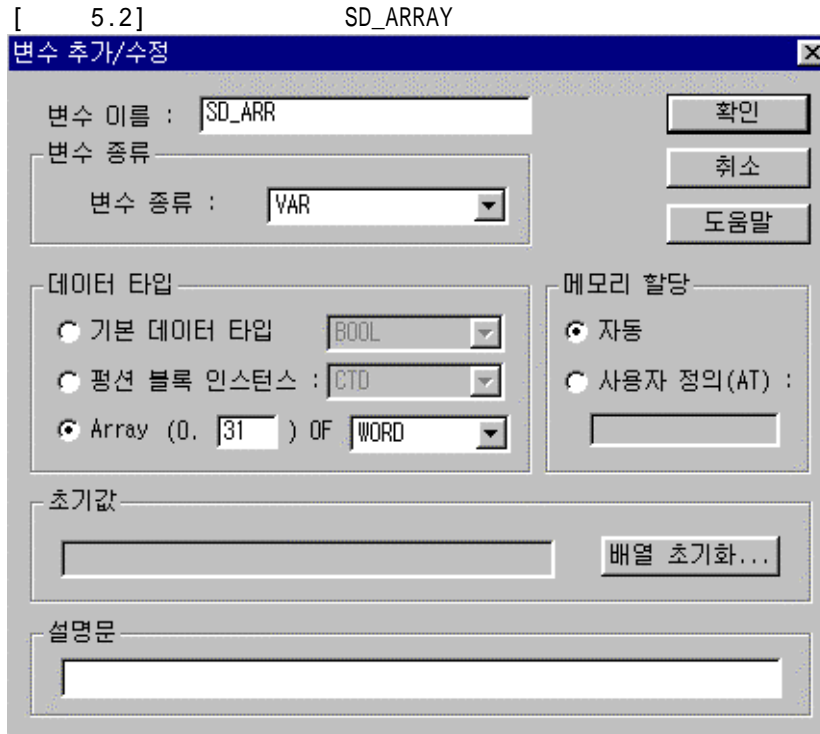 [ 5.2] SD_ARRAY
변수 추가/수정
변수 이름 : SD_ARR
확인
변수 종류
취소
변수 종류 : VAR
도움말
데이터 타입
메모리 할당
기본 데이터 타입 BOOL
자동
펑션 블록 인스턴스 : CTD
사용자 정의(AT) :
Array (0. 31 ) OF WORD
초기값
배열 초기화...
설명문